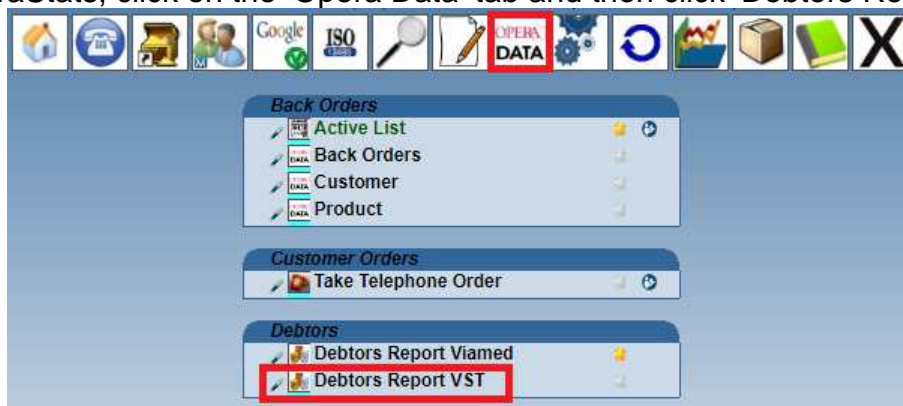 raStats, click on the 'Opera Data' tab and then click 'Debtors Re
Google
ISO
OPERA
DATA
X
M
Back Orders
Active List
Back Orders
Customer
Product
Customer Orders
Take Telephone Order
Debtors
Debtors Report Viamed
Debtors Report VST